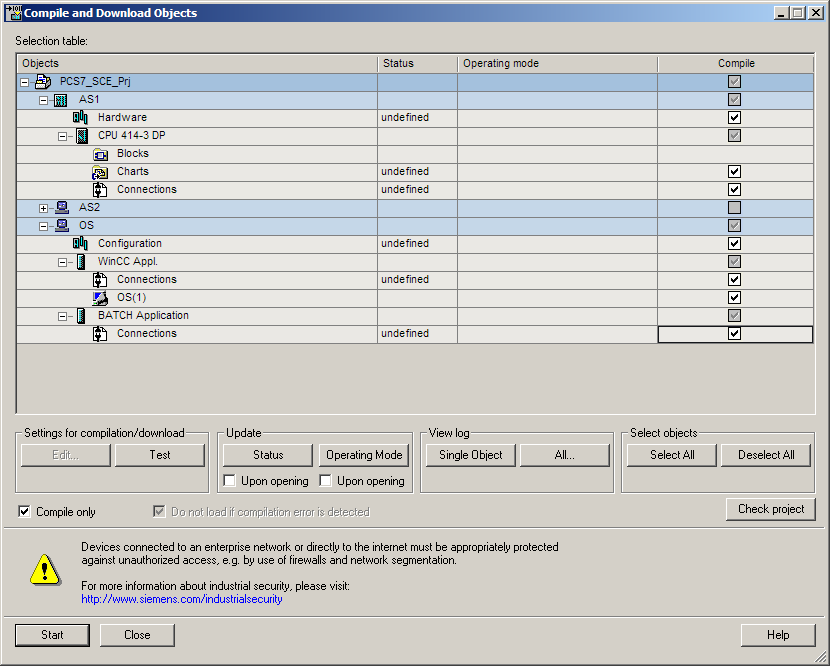 Compile and Download Objects
Selection table:
Objects Status Operating mode Compile
PCS7_SCE_Prj
AS1
Hardware undefined
CPU 414-3 DP
Blocks
Charts undefined
Connections undefined
AS2
OS
Configuration undefined
WinCC Appl.
Connections undefined
OS(1)
BATCH Application
Connections undefined
Settings for compilation/download Update View log Select objects
Edit... Test Status Operating Mode Single Object All... Select All Deselect All
Upon opening Upon opening
Compile only Do not load if compilation error is detected Check project
Devices connected to an enterprise network or directly to the internet must be appropriately protected
against unauthorized access, e.g. by use of firewalls and network segmentation.
For more information about industrial security, please visit:
http://www.siemens.com/industrialsecurity
Start Close Help